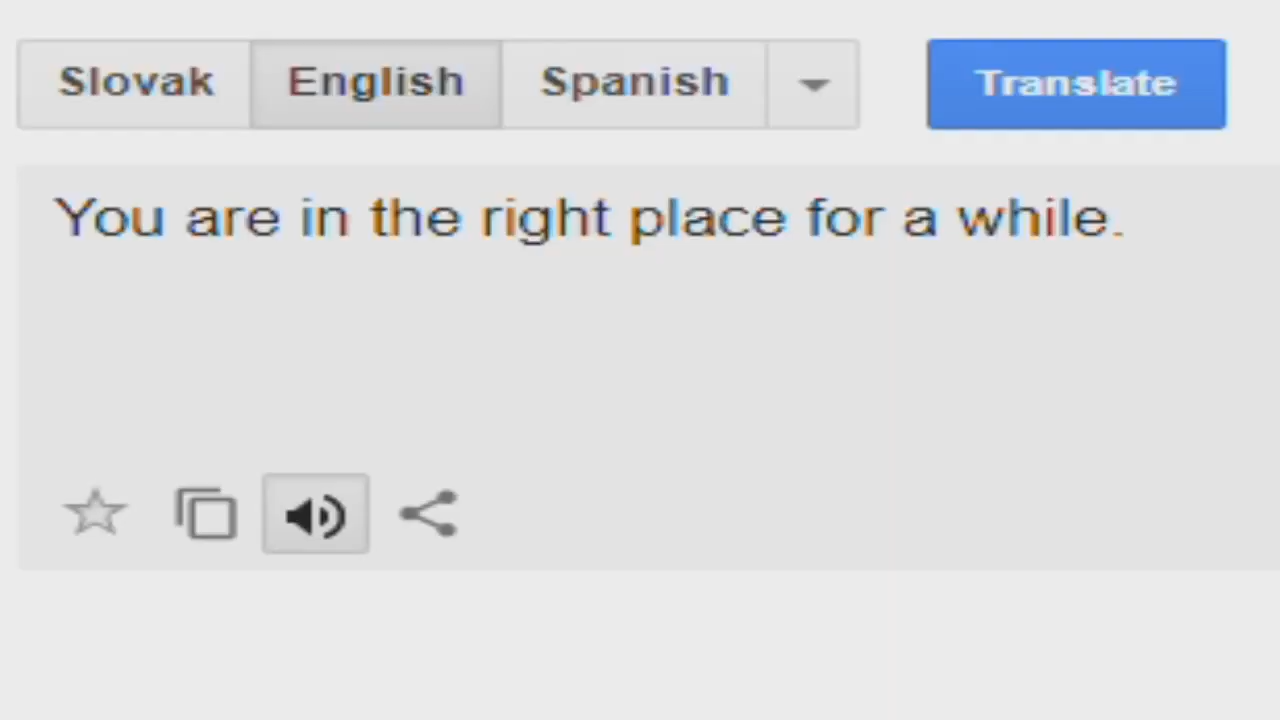 Slovak English Spanish Translate
You are in the right place for a while.